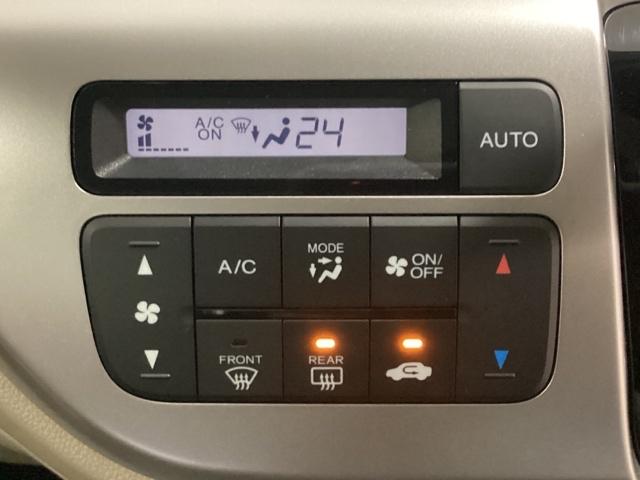 A/C
ON
24
AUTO
A/C
MODE
ON/
OFF
FRONT
REAR